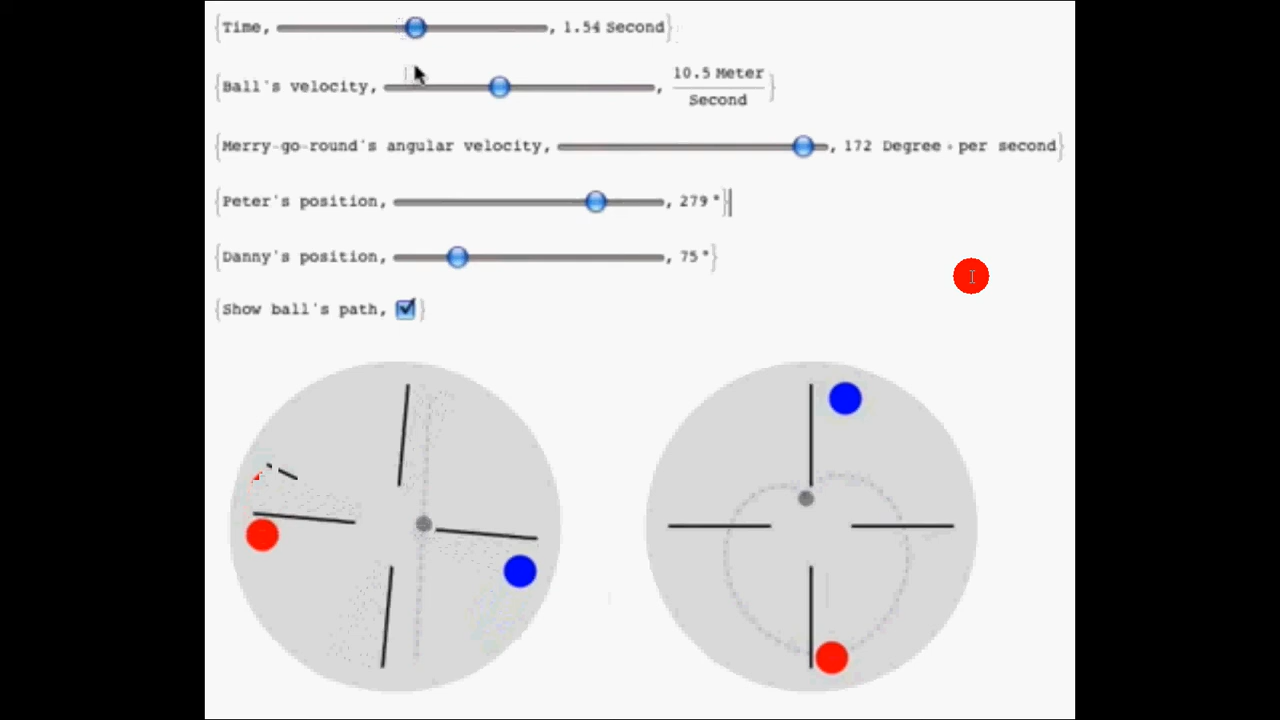 {Time, , 1.54 Second}
{Ball's velocity, , 10.5 Meter
Second}
{Merry-go-round's angular velocity, , 172 Degree * per second}
{Peter's position, , 279 °}
{Danny's position, , 75 °}
{Show ball's path, }